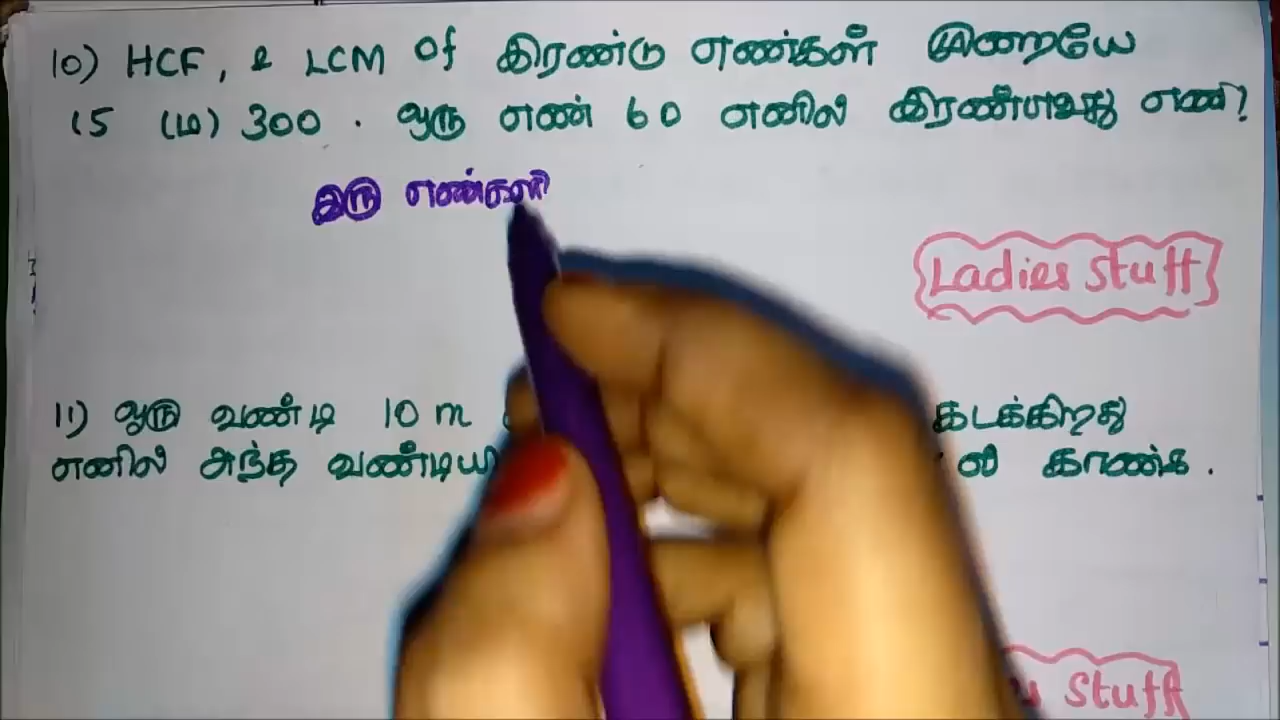 10) HCF, & LCM Of இரண்டு எண்கள் முறையே
15 (ம) 300 . ஒரு எண் 60 எனில் இரண்டாவது எண்?
இரு எண்களி
Ladies Stuff
11) ஒரு வண்டி 10 m கடக்கிறது
எனில் அந்த வண்டியி ல் காண்க .
Stuff